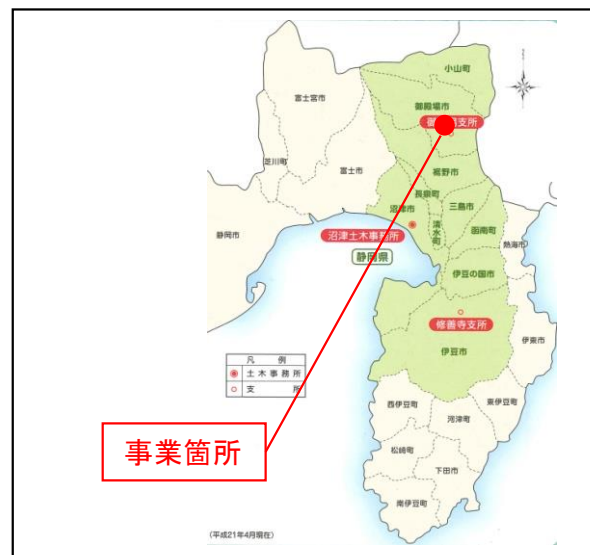 小山町
富士宮市
御殿場市
支所
裾野市
芝川町
富士市
長泉町
沼津市
三島市
清水町
函南町
静岡市
沼津土木事務所
熱海市
静岡県
伊豆の国市
修善寺支所
伊東市
伊豆市
凡 例
土木事務所
支 所
西伊豆町
東伊豆町
河津町
事業箇所
松崎町
下田市
南伊豆町
(平成21年4月現在)